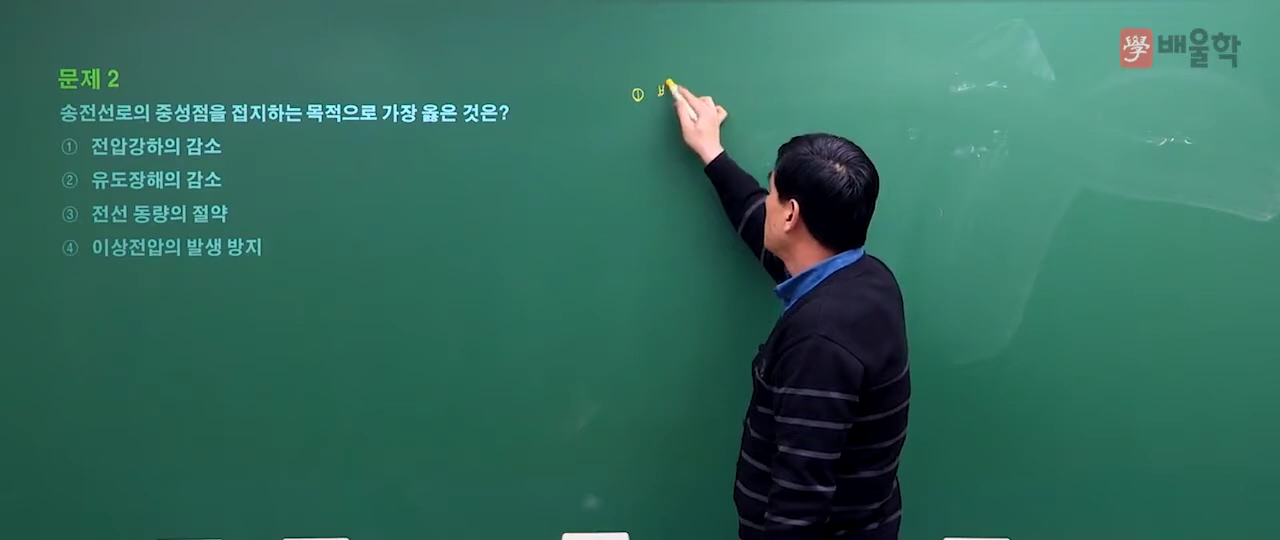 學 배울학
문제 2
송전선로의 중성점을 접지하는 목적으로 가장 옳은 것은?
① 전압강하의 감소
② 유도장해의 감소
③ 전선 동량의 절약
④ 이상전압의 발생 방지
①